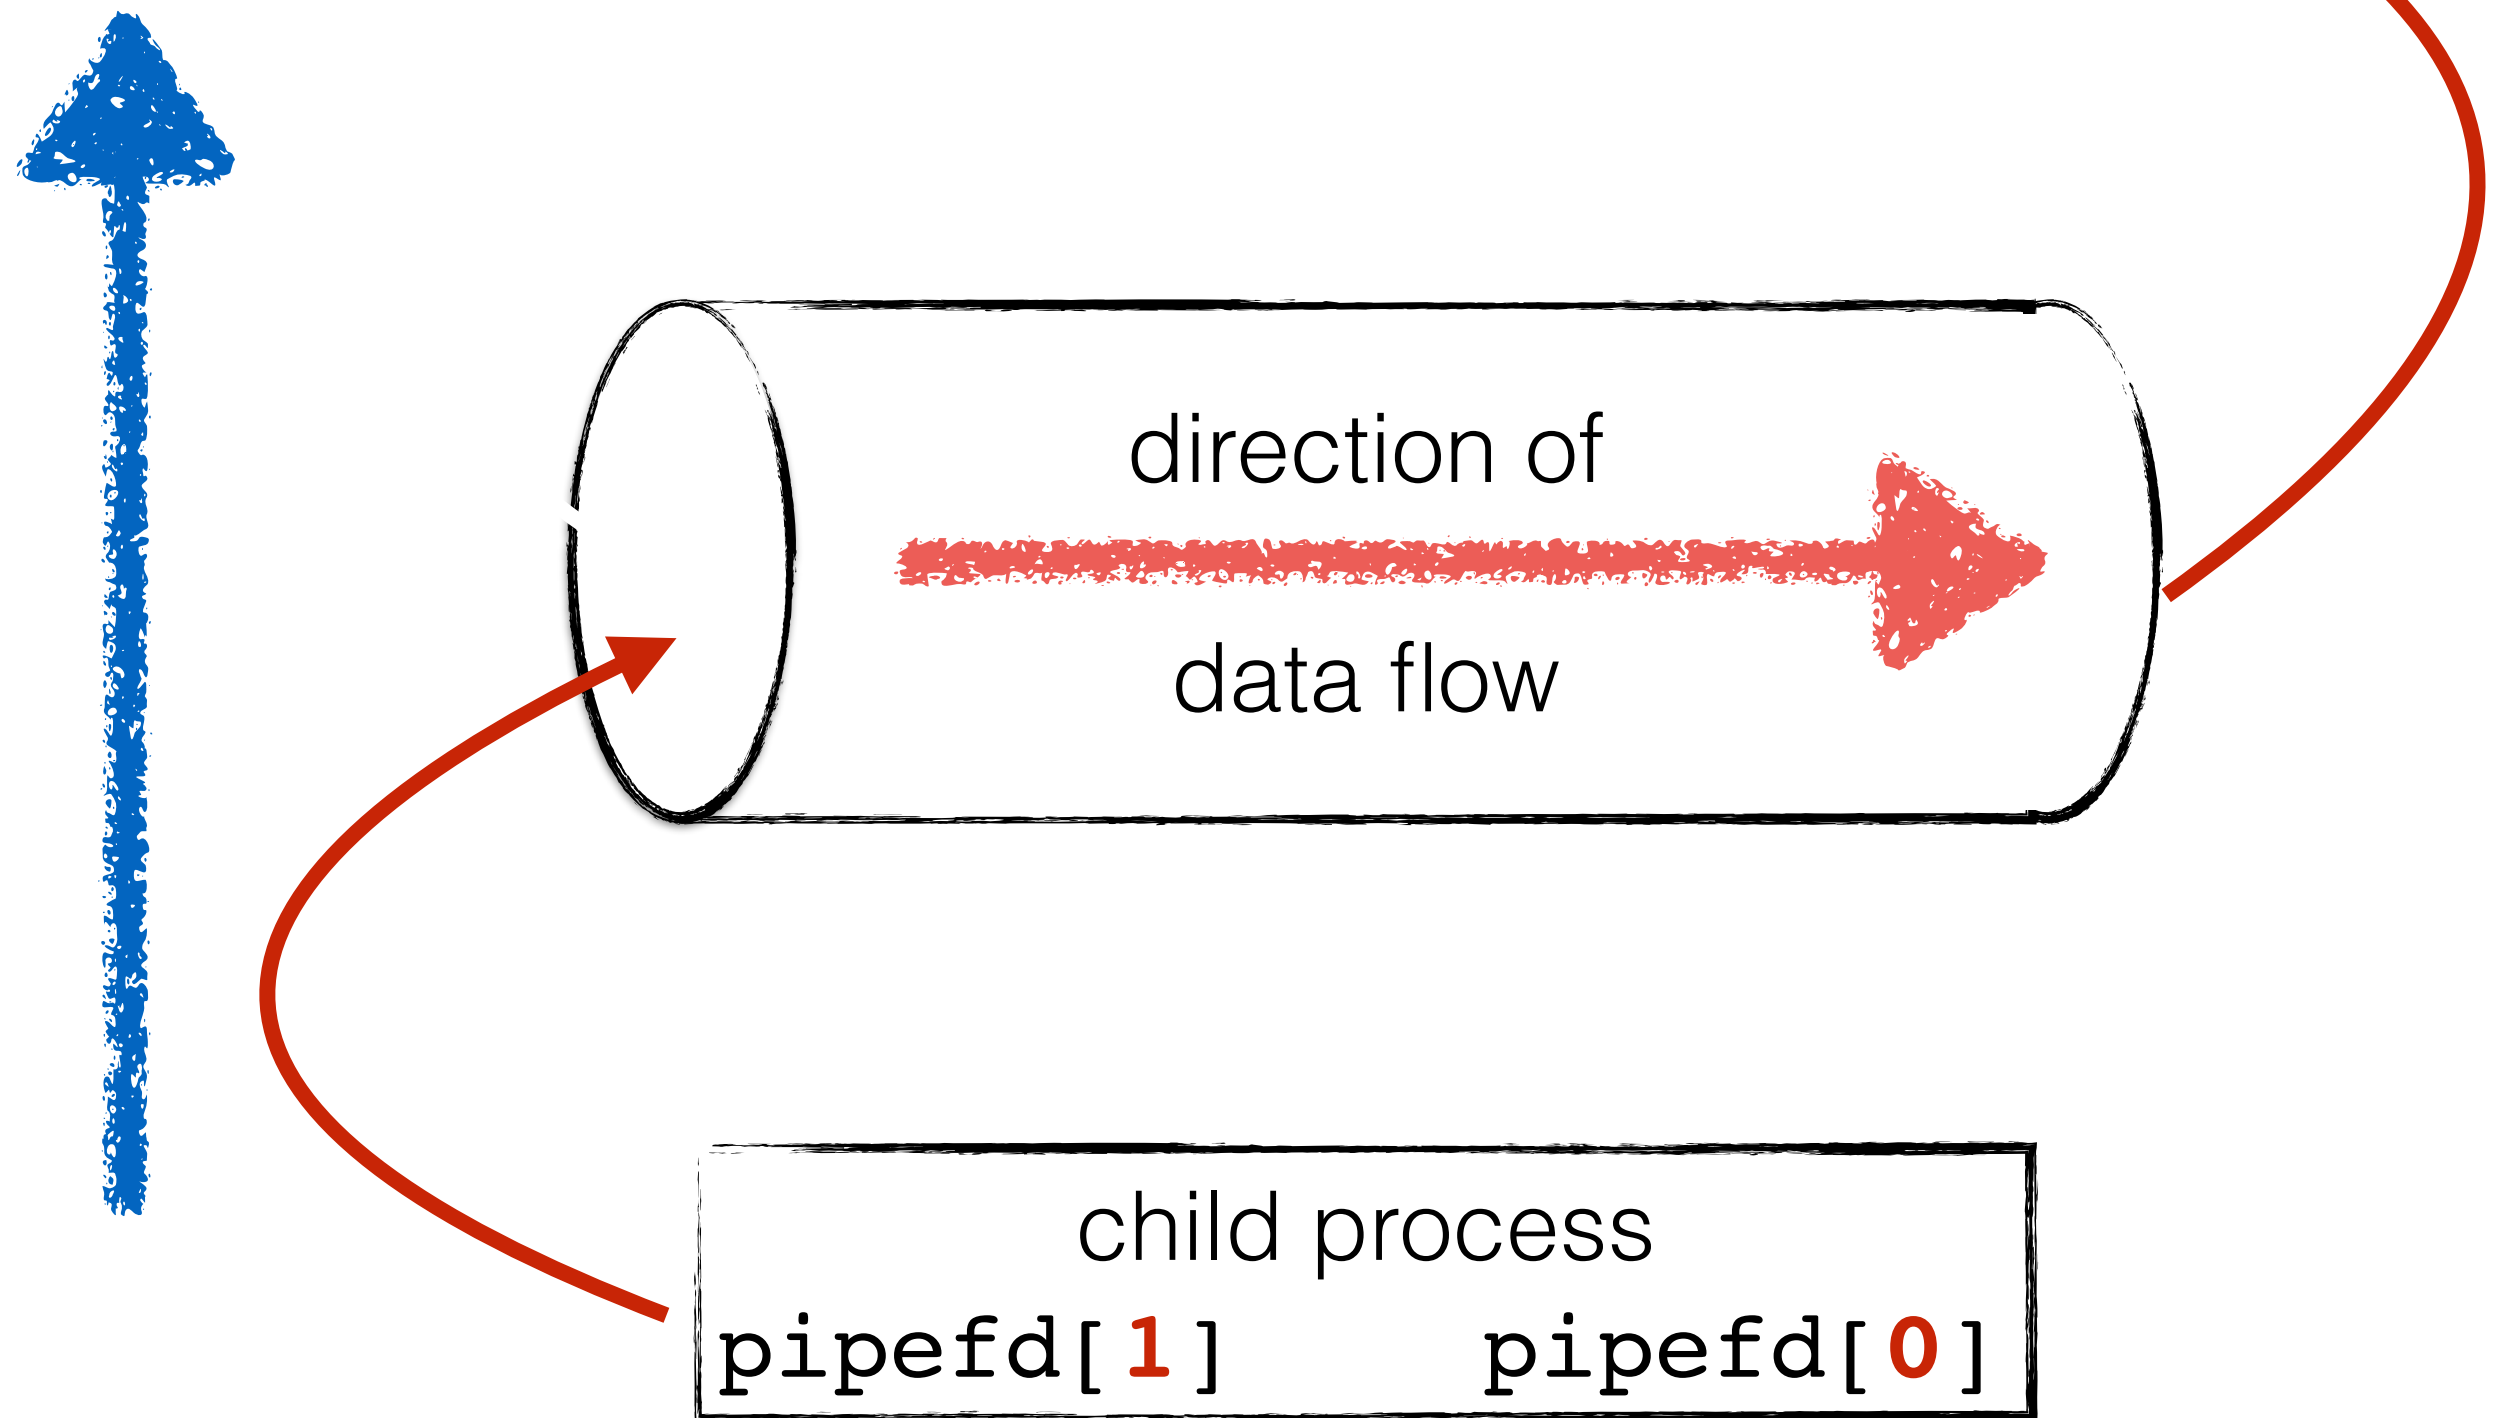 direction of
data flow
child process
pipefd[1] pipefd[0]